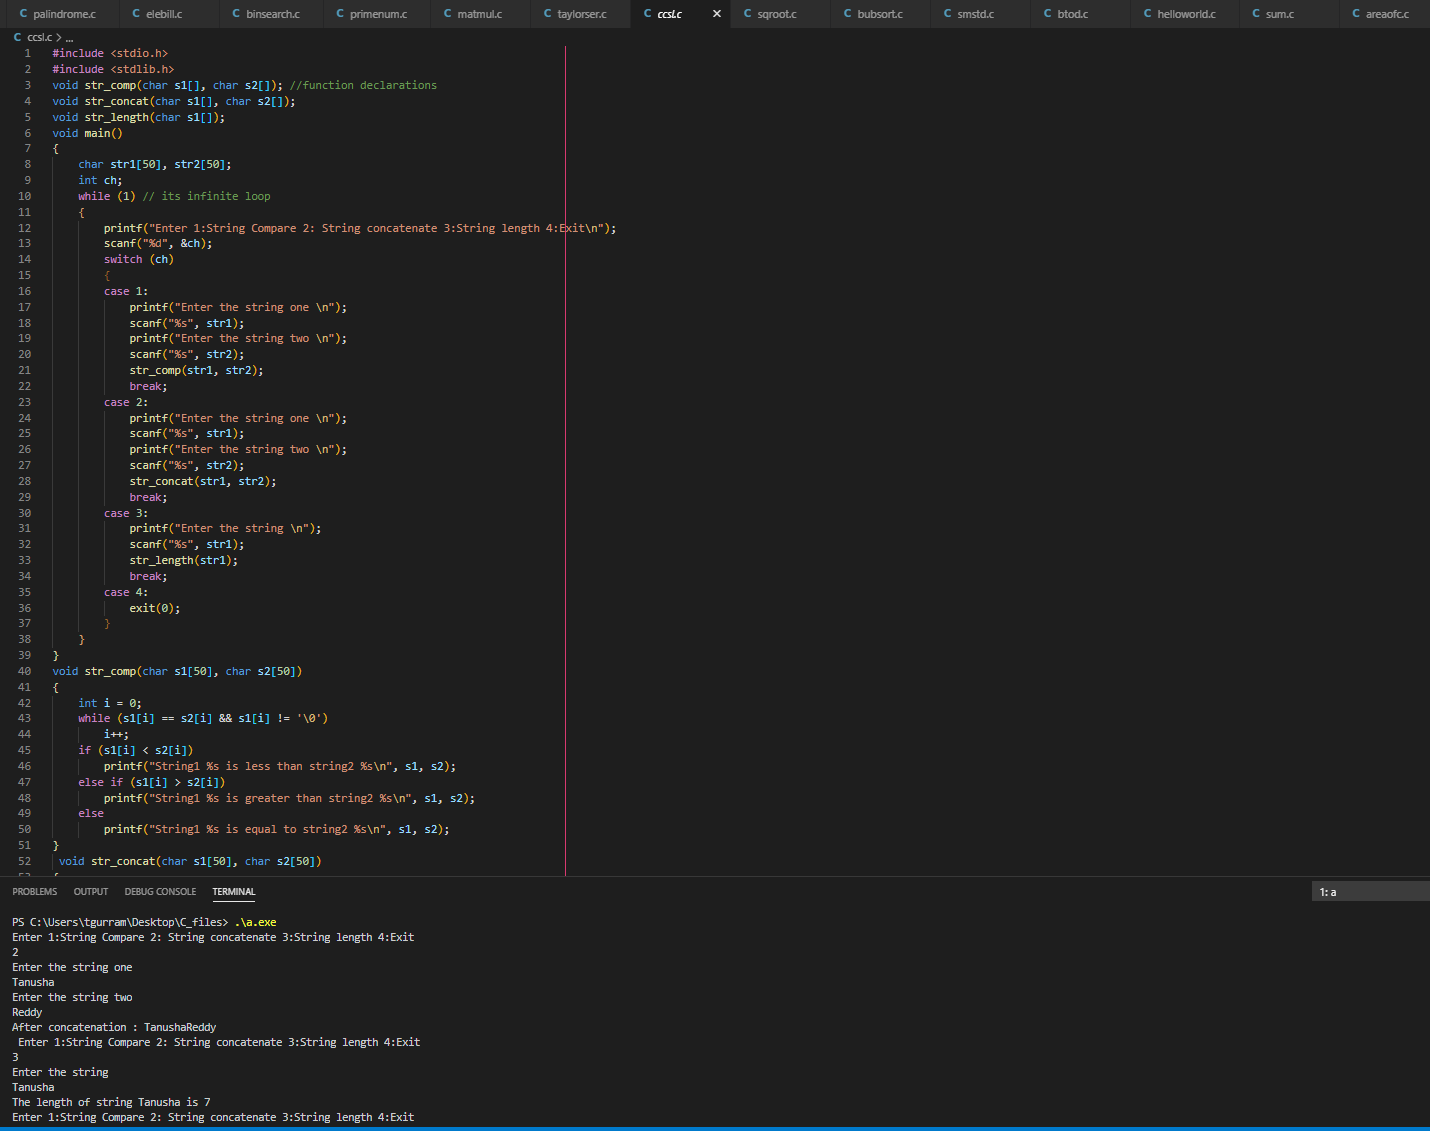 C palindrome.c C elebill.c C binsearch.c C primenum.c C matmul.c C taylorser.c C ccsl.c × C sqroot.c C bubsort.c C smstd.c C btod.c C helloworld.c C sum.c C areaofc.c
C ccsl.c > ...
1 #include <stdio.h>
2 #include <stdlib.h>
3 void str_comp(char s1[], char s2[]); //function declarations
4 void str_concat(char s1[], char s2[]);
5 void str_length(char s1[]);
6 void main()
7 {
8     char str1[50], str2[50];
9     int ch;
10     while (1) // its infinite loop
11     {
12         printf("Enter 1:String Compare 2: String concatenate 3:String length 4:Exit\n");
13         scanf("%d", &ch);
14         switch (ch)
15         {
16         case 1:
17             printf("Enter the string one \n");
18             scanf("%s", str1);
19             printf("Enter the string two \n");
20             scanf("%s", str2);
21             str_comp(str1, str2);
22             break;
23         case 2:
24             printf("Enter the string one \n");
25             scanf("%s", str1);
26             printf("Enter the string two \n");
27             scanf("%s", str2);
28             str_concat(str1, str2);
29             break;
30         case 3:
31             printf("Enter the string \n");
32             scanf("%s", str1);
33             str_length(str1);
34             break;
35         case 4:
36             exit(0);
37         }
38     }
39 }
40 void str_comp(char s1[50], char s2[50])
41 {
42     int i = 0;
43     while (s1[i] == s2[i] && s1[i] != '\0')
44         i++;
45     if (s1[i] < s2[i])
46         printf("String1 %s is less than string2 %s\n", s1, s2);
47     else if (s1[i] > s2[i])
48         printf("String1 %s is greater than string2 %s\n", s1, s2);
49     else
50         printf("String1 %s is equal to string2 %s\n", s1, s2);
51 }
52  void str_concat(char s1[50], char s2[50])
PROBLEMS OUTPUT DEBUG CONSOLE TERMINAL 1: a
PS C:\Users\tgurram\Desktop\C_files> .\a.exe
Enter 1:String Compare 2: String concatenate 3:String length 4:Exit
2
Enter the string one
Tanusha
Enter the string two
Reddy
After concatenation : TanushaReddy
 Enter 1:String Compare 2: String concatenate 3:String length 4:Exit
3
Enter the string
Tanusha
The length of string Tanusha is 7
Enter 1:String Compare 2: String concatenate 3:String length 4:Exit